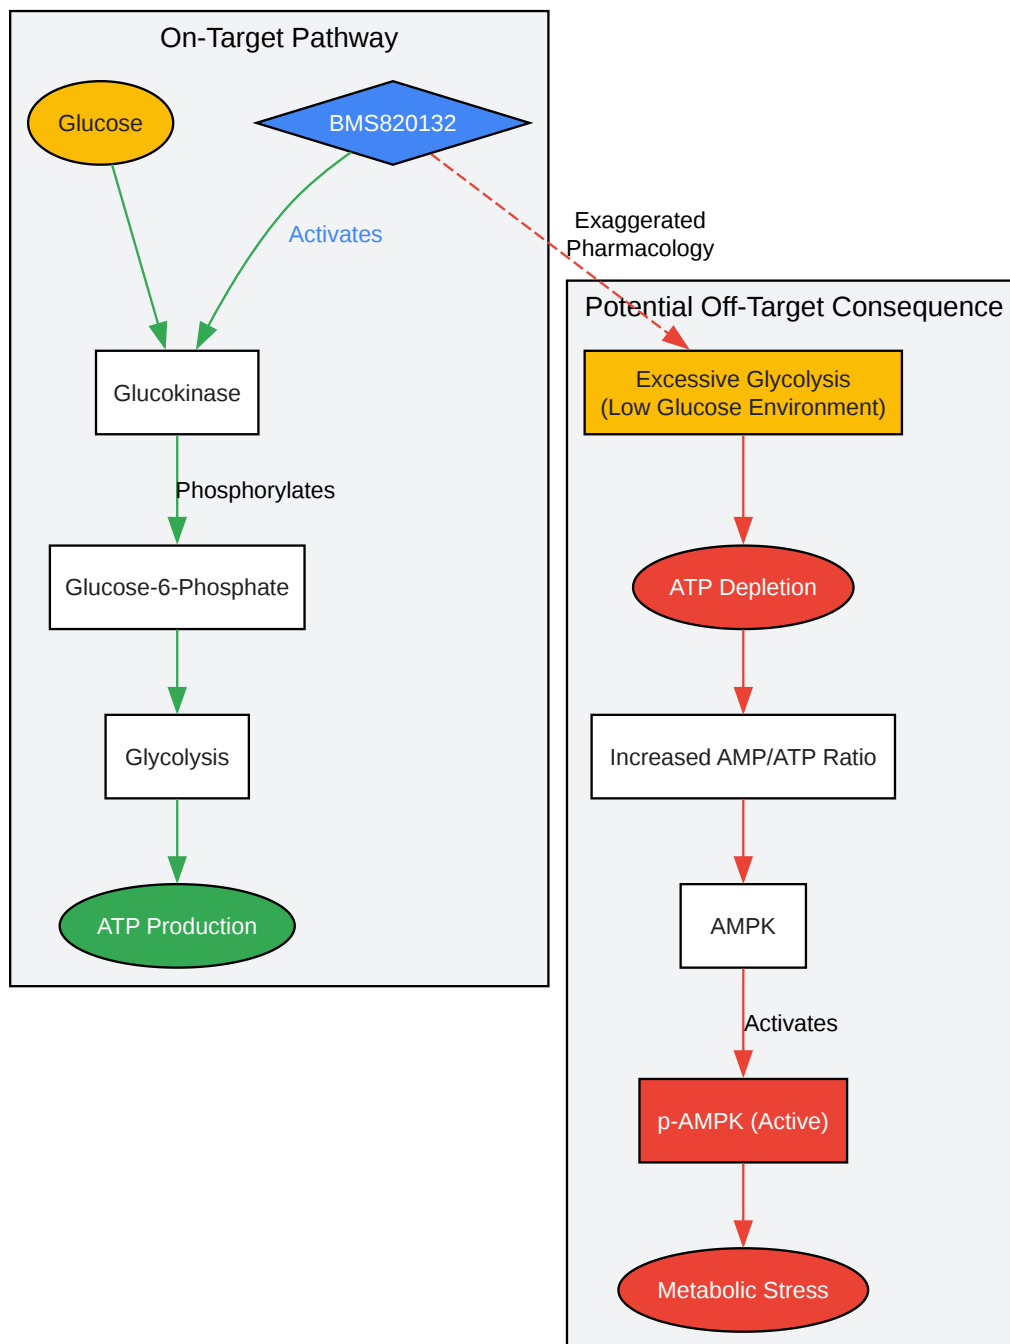 On-Target Pathway
Glucose
BMS820132
Activates
Glucokinase
Phosphorylates
Glucose-6-Phosphate
Glycolysis
ATP Production
Exaggerated
Pharmacology
Potential Off-Target Consequence
Excessive Glycolysis
(Low Glucose Environment)
ATP Depletion
Increased AMP/ATP Ratio
AMPK
Activates
p-AMPK (Active)
Metabolic Stress